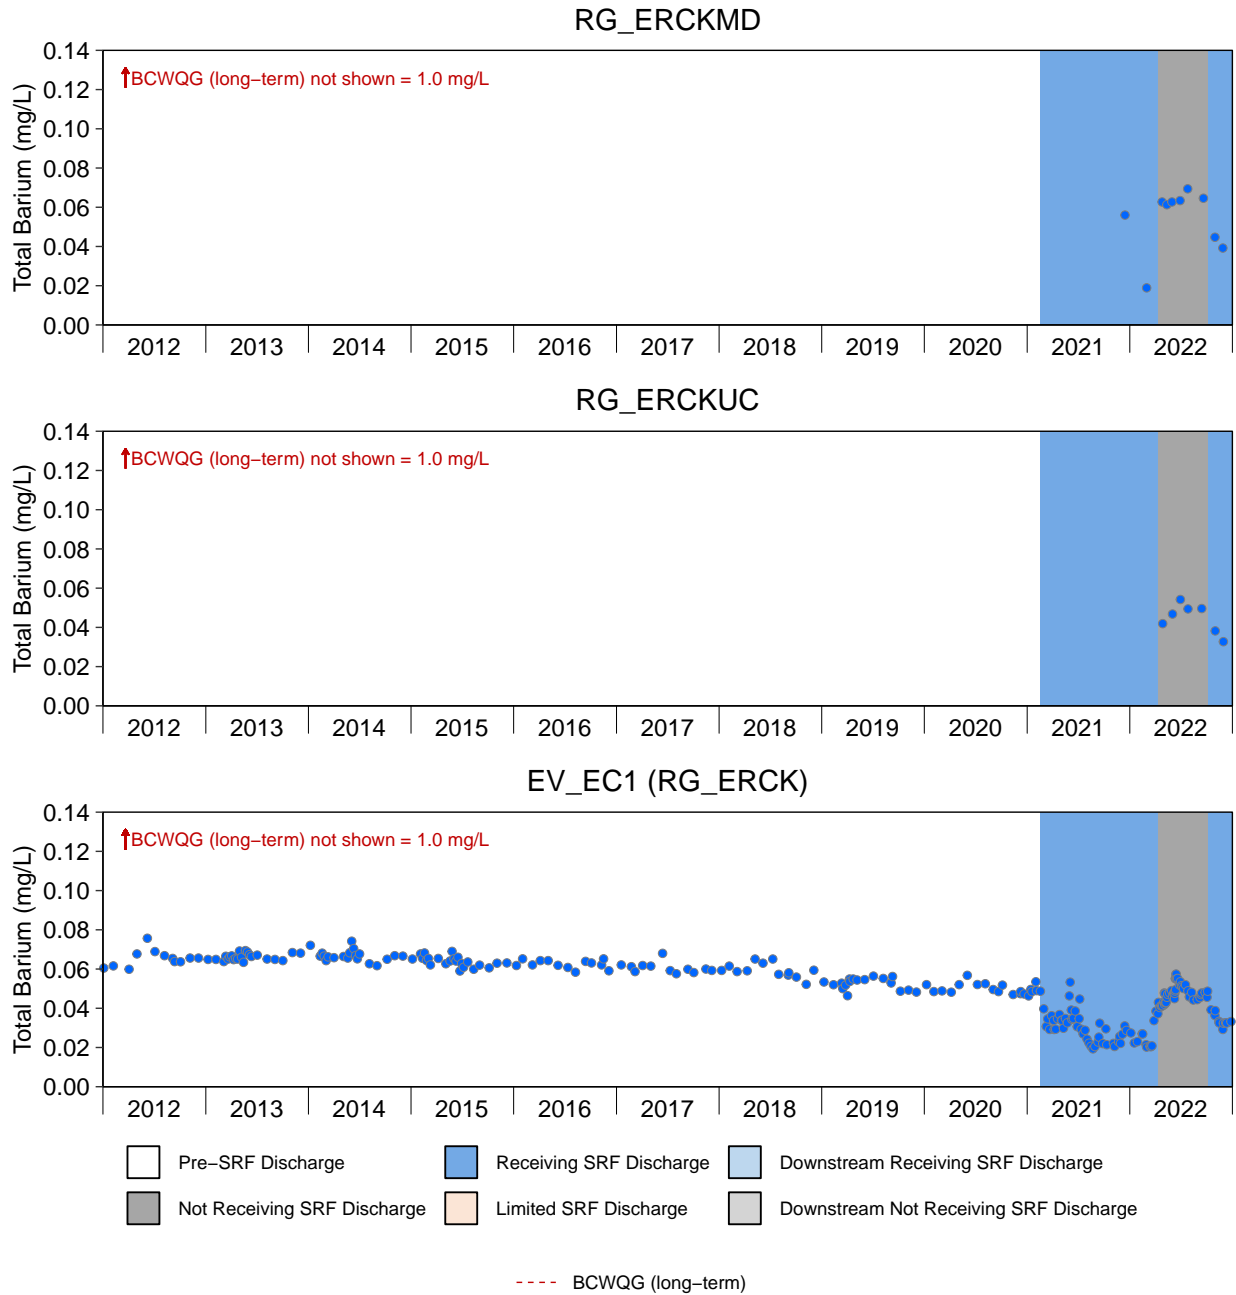 RG_ERCKMD
Total Barium (mg/L)
0.14
0.12
0.10
0.08
0.06
0.04
0.02
0.00
BCWQG (long−term) not shown = 1.0 mg/L
2012 2013 2014 2015 2016 2017 2018 2019 2020 2021 2022
RG_ERCKUC
Total Barium (mg/L)
0.14
0.12
0.10
0.08
0.06
0.04
0.02
0.00
BCWQG (long−term) not shown = 1.0 mg/L
2012 2013 2014 2015 2016 2017 2018 2019 2020 2021 2022
EV_EC1 (RG_ERCK)
Total Barium (mg/L)
0.14
0.12
0.10
0.08
0.06
0.04
0.02
0.00
BCWQG (long−term) not shown = 1.0 mg/L
2012 2013 2014 2015 2016 2017 2018 2019 2020 2021 2022
Pre−SRF Discharge Receiving SRF Discharge Downstream Receiving SRF Discharge
Not Receiving SRF Discharge Limited SRF Discharge Downstream Not Receiving SRF Discharge
BCWQG (long−term)